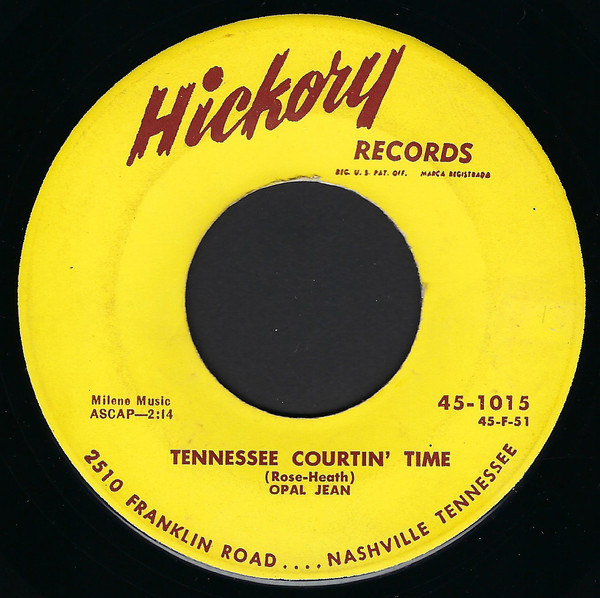 Hickory
RECORDS
REG. U. S. PAT. OFF. MARCA REGISTRADA
Milene Music
ASCAP—2:14
45-1015
45-F-51
TENNESSEE COURTIN' TIME
(Rose-Heath)
OPAL JEAN
2510 FRANKLIN ROAD.... NASHVILLE TENNESSEE